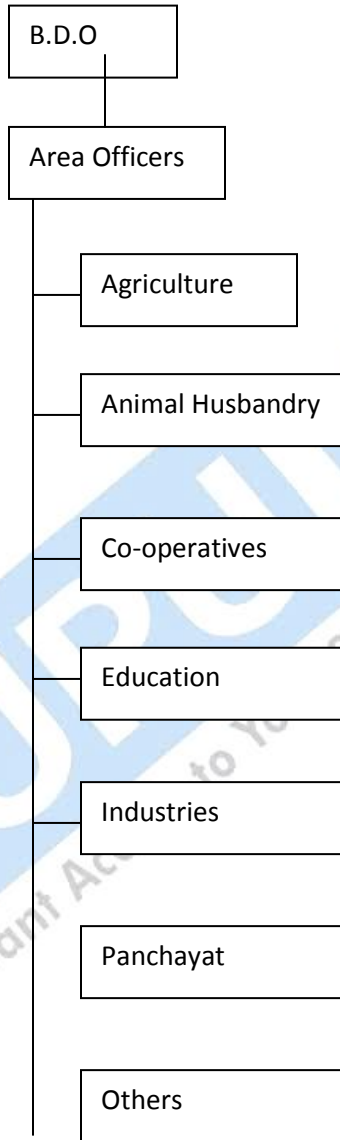 B.D.O
Area Officers
Agriculture
Animal Husbandry
Co-operatives
Education
Industries
Panchayat
Others